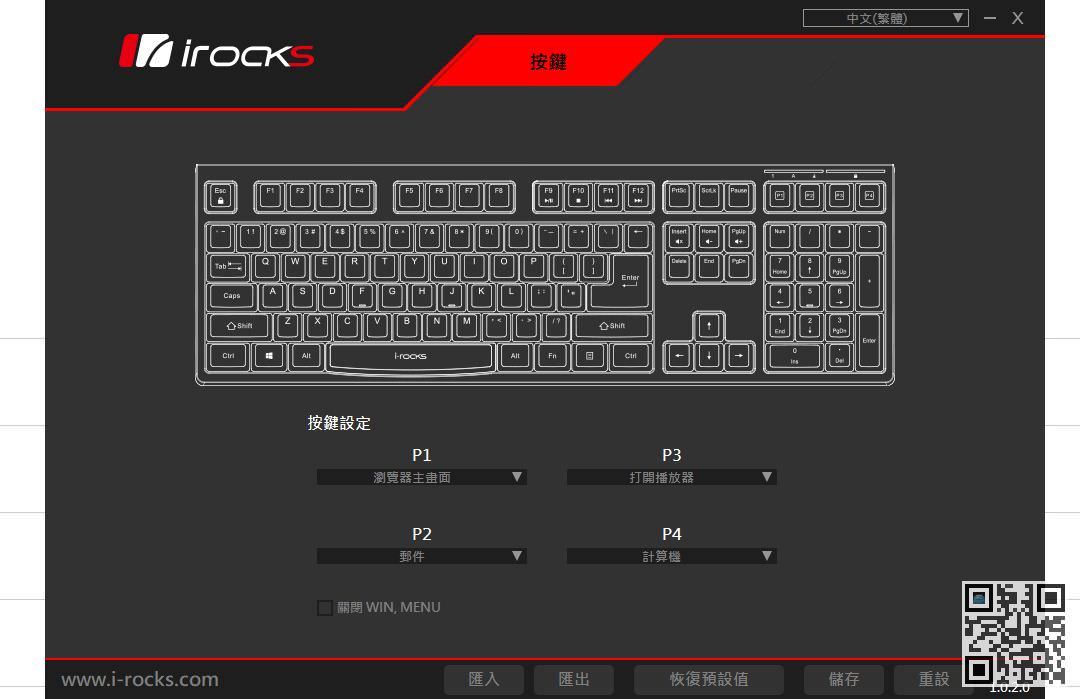 中文(繁體)
irocks
按鍵
1 A
Esc F1 F2 F3 F4 F5 F6 F7 F8 F9 F10 F11 F12 PrtSc ScrLk Pause P1 P2 P3 P4
1 ! 2 @ 3 # 4 $ 5 % 6 ^ 7 & 8 * 9 ( 0 ) - = + \ | ← Insert Home PgUp Num / * -
Tab Q W E R T Y U I O P { [ } ] Enter Delete End PgDn 7 Home 8 ↑ 9 PgUp +
Caps A S D F G H J K L : ; 4 ← 5 6 →
Shift Z X C V B N M < > / ? Shift ↑ 1 End 2 ↓ 3 PgDn Enter
Ctrl Alt i-rocks Alt Fn Ctrl ← ↓ → 0 Ins . Del
按鍵設定
P1 P3
瀏覽器主畫面 打開播放器
P2 P4
郵件 計算機
關閉 WIN, MENU
www.i-rocks.com 匯入 匯出 恢復預設值 儲存 重設 1.0.2.0